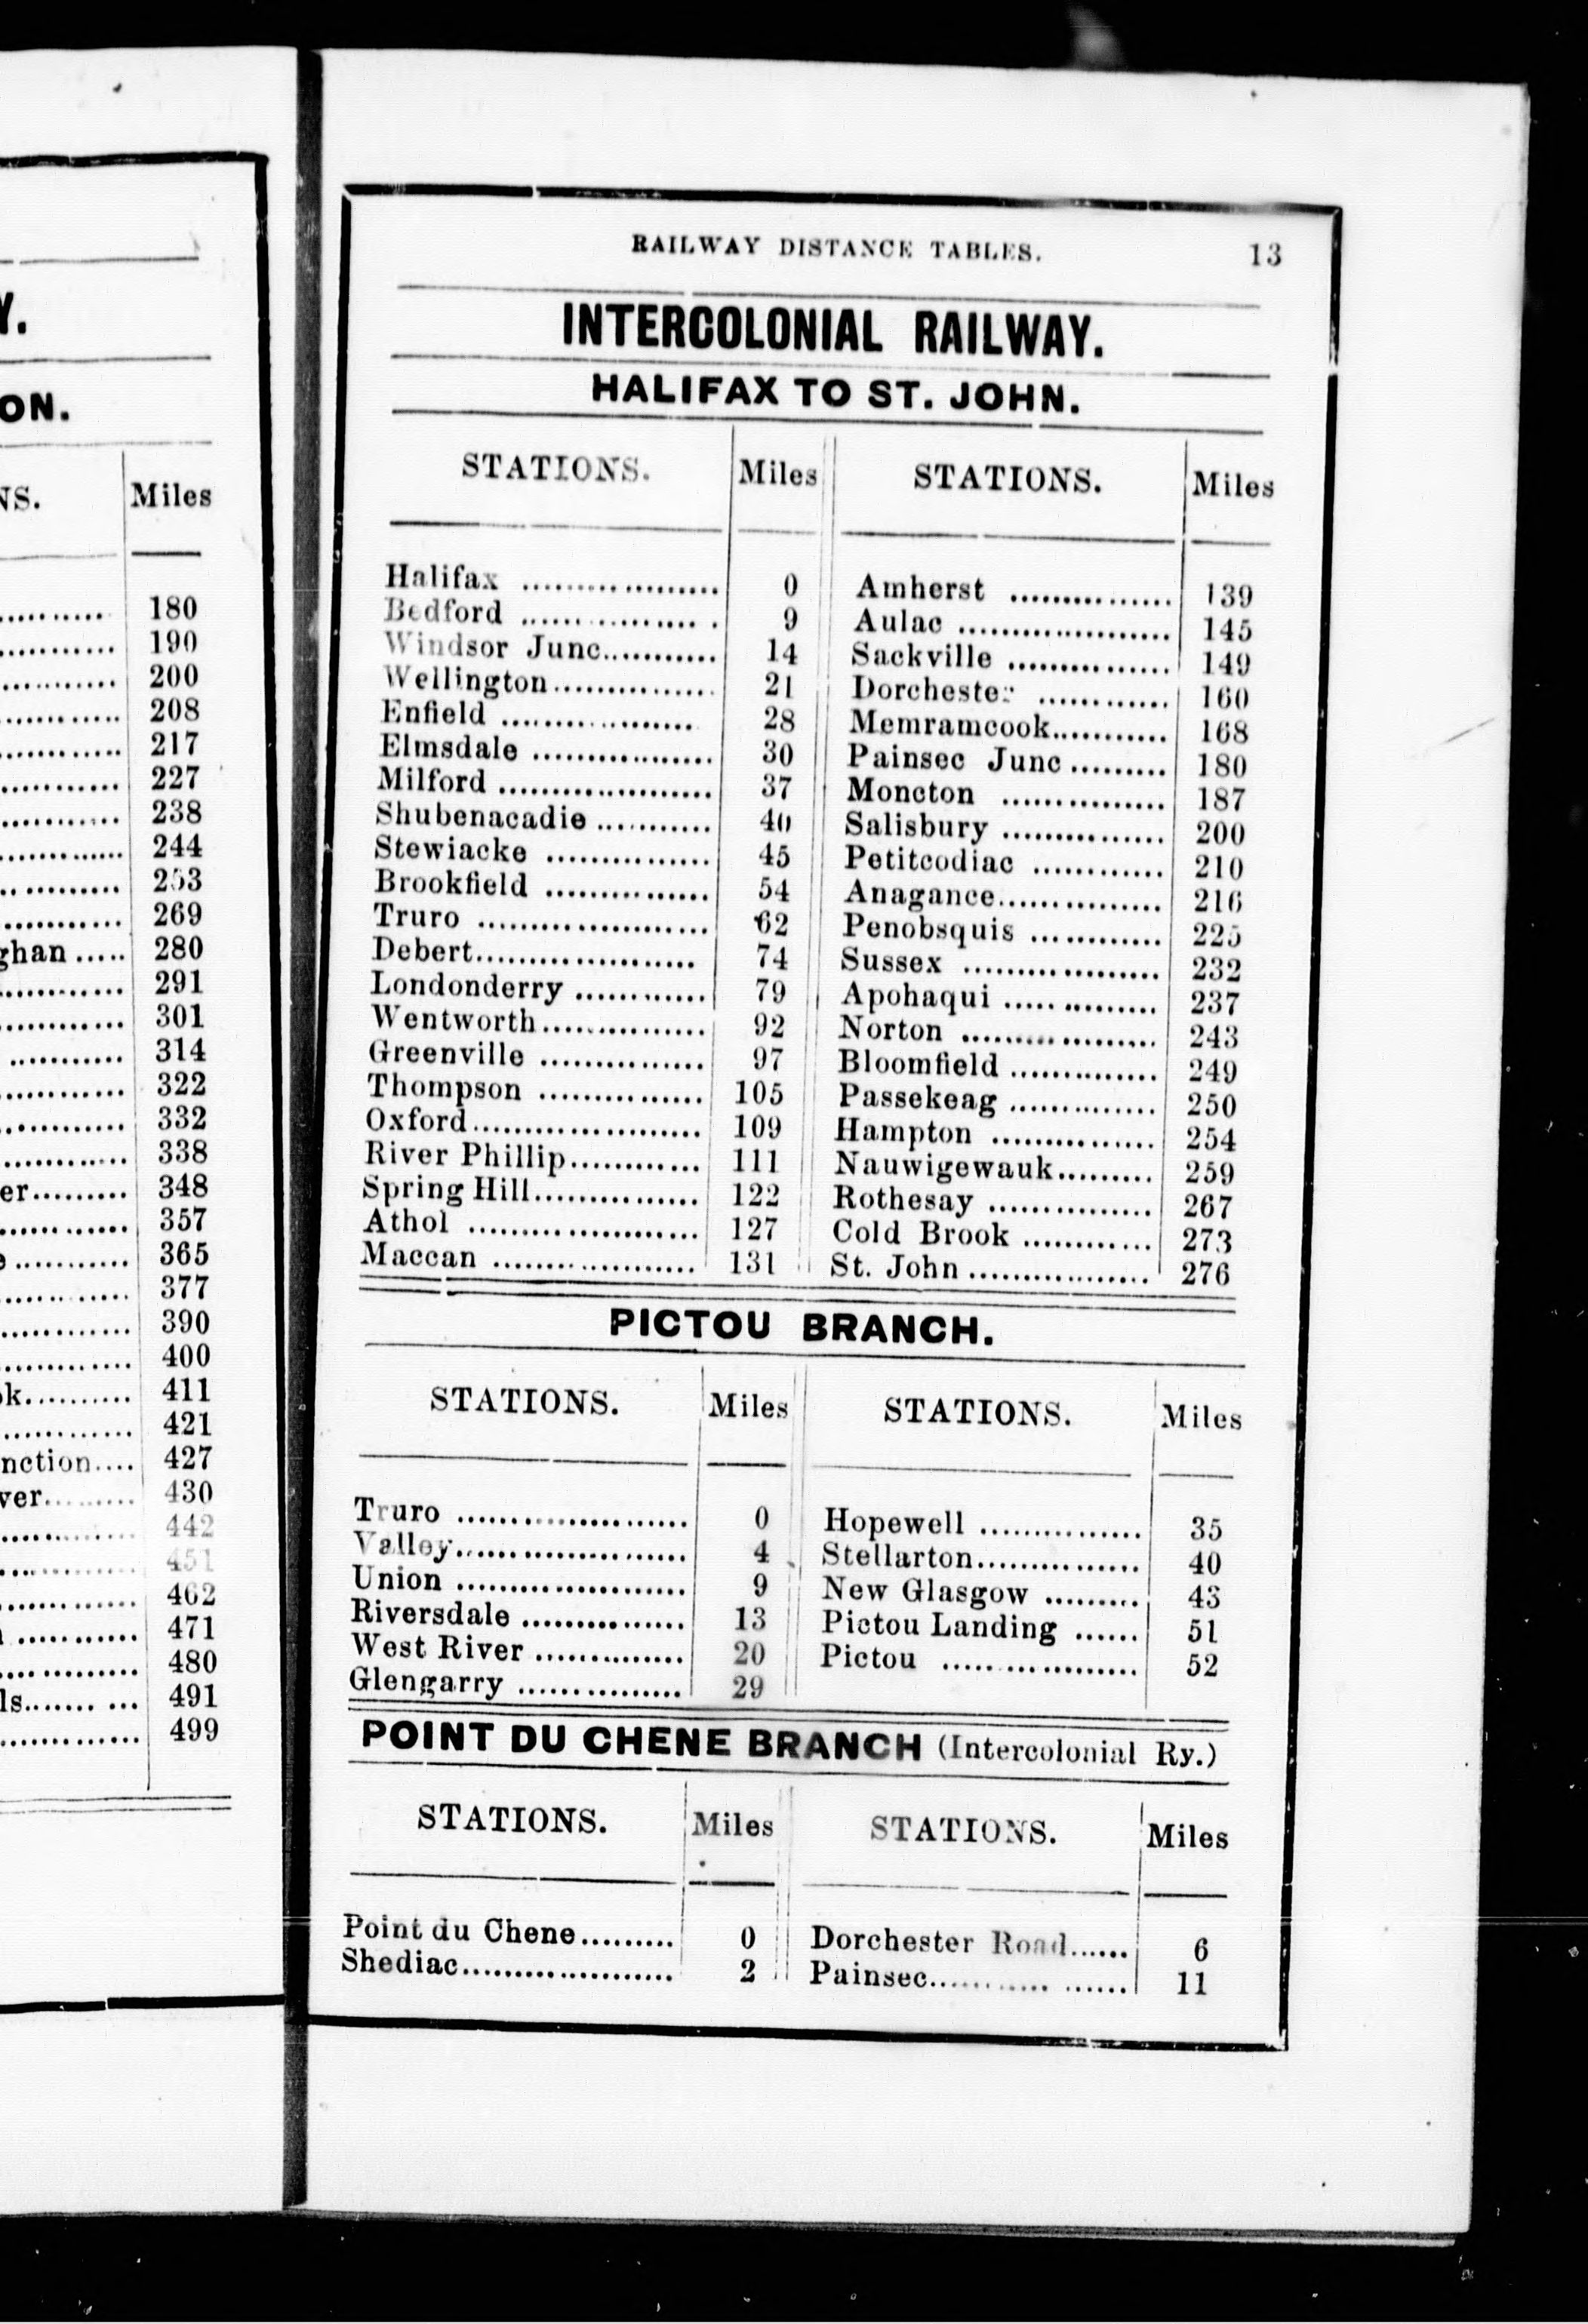 Y.
ON.
NS. Miles
180
190
200
208
217
227
238
244
253
269
ghan..... 280
291
301
314
322
332
338
er......... 348
357
365
377
390
400
ok.......... 411
421
nction.... 427
ver......... 430
442
451
462
471
480
ls....... ... 491
499
RAILWAY DISTANCE TABLES. 13
INTERCOLONIAL RAILWAY.
HALIFAX TO ST. JOHN.
STATIONS. Miles STATIONS. Miles
Halifax .................. 0 Amherst ............... 139
Bedford .................. 9 Aulac .................... 145
Windsor Junc........... 14 Sackville ............... 149
Wellington............... 21 Dorchester ............ 160
Enfield .................. 28 Memramcook........... 168
Elmsdale ................. 30 Painsec Junc......... 180
Milford .................... 37 Moncton ............... 187
Shubenacadie ........... 40 Salisbury ............... 200
Stewiacke ............... 45 Petitcodiac ............ 210
Brookfield ............... 54 Anagance............... 216
Truro ...................... 62 Penobsquis ............ 225
Debert.................... 74 Sussex .................. 232
Londonderry ............ 79 Apohaqui .............. 237
Wentworth............... 92 Norton .................. 243
Greenville ............... 97 Bloomfield .............. 249
Thompson ............... 105 Passekeag .............. 250
Oxford...................... 109 Hampton ............... 254
River Phillip............ 111 Nauwigewauk......... 259
Spring Hill............... 122 Rothesay ............... 267
Athol ...................... 127 Cold Brook ............ 273
Maccan ................... 131 St. John................. 276
PICTOU BRANCH.
STATIONS. Miles STATIONS. Miles
Truro ...................... 0 Hopewell ............... 35
Valley...................... 4 Stellarton............... 40
Union ...................... 9 New Glasgow ......... 43
Riversdale ............... 13 Pictou Landing ...... 51
West River .............. 20 Pictou .................. 52
Glengarry ............... 29
POINT DU CHENE BRANCH (Intercolonial Ry.)
STATIONS. Miles STATIONS. Miles
Point du Chene......... 0 Dorchester Road...... 6
Shediac.................... 2 Painsec.................. 11